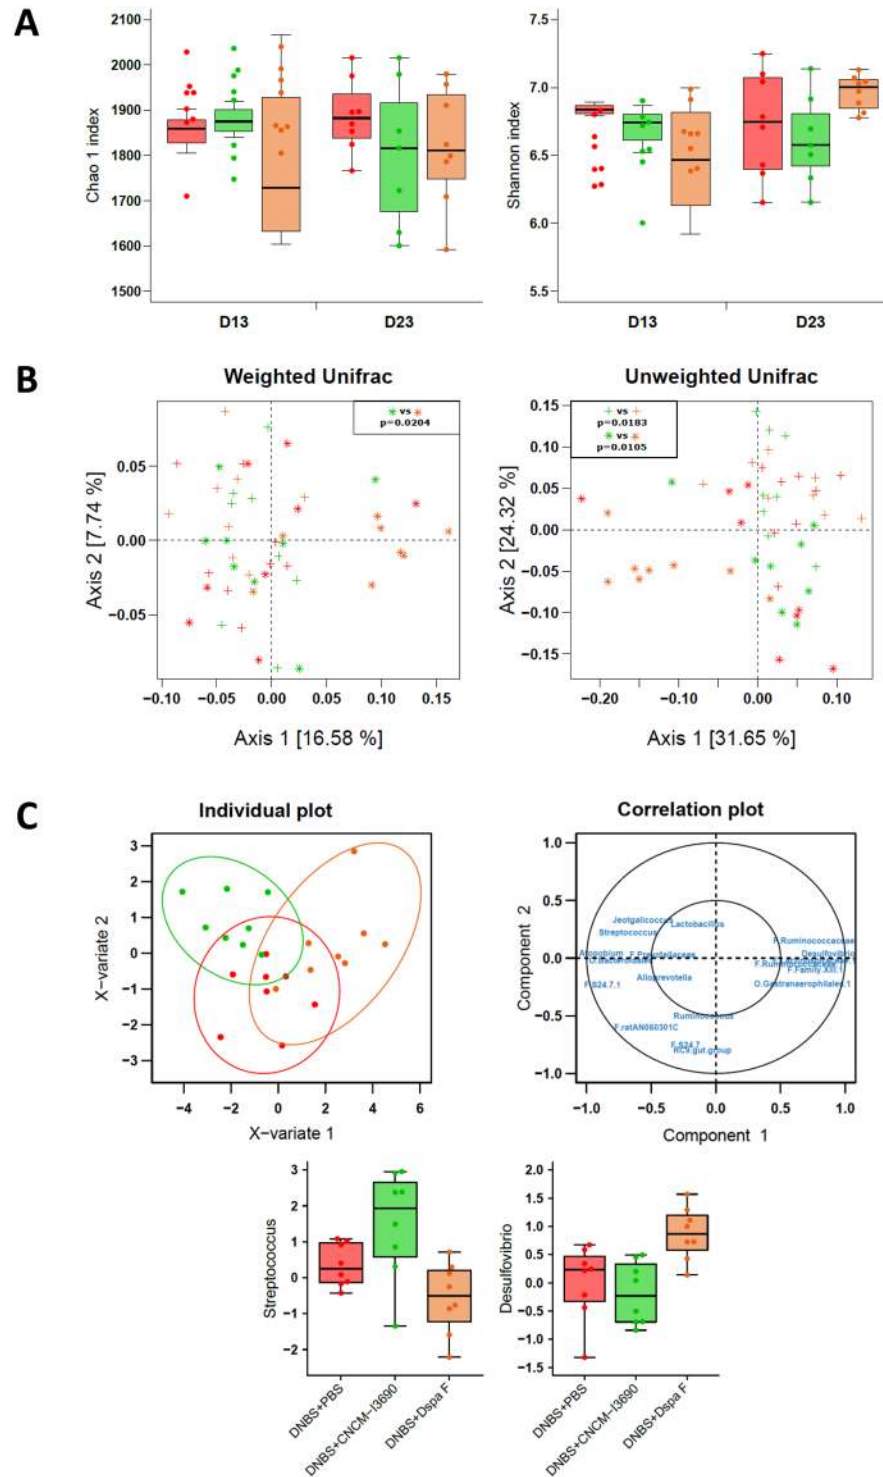 A
2100
2000
1900
1800
1700
1600
1500
Chao 1 index
D13
D23
7.5
7.0
6.5
6.0
5.5
Shannon index
D13
D23
B
Weighted Unifrac
✳ vs ✳
p=0.0204
0.05
0.00
−0.05
Axis 2 [7.74 %]
−0.10
−0.05
0.00
0.05
0.10
0.15
Axis 1 [16.58 %]
Unweighted Unifrac
+ vs +
p=0.0183
✳ vs ✳
p=0.0105
0.15
0.10
0.05
0.00
−0.05
−0.10
−0.15
Axis 2 [24.32 %]
−0.20
−0.10
0.00
0.10
Axis 1 [31.65 %]
C
Individual plot
3
2
1
0
−1
−2
−3
X−variate 2
−4
−2
0
2
4
6
X−variate 1
Correlation plot
1.0
0.5
0.0
−0.5
−1.0
Component 2
Jeotgalicoccus
Lactobacillus
Streptococcus
F.Ruminococcaceae
Atopobium
F.Prevotellaceae
Desulfovibrio
F.Family.XIII.1
Alloprevotella
F.S24.7.1
O.Gastranaerophilales.1
Ruminococcus
F.ratAN060301C
F.S24.7
RC9.gut.group
−1.0
−0.5
0.0
0.5
1.0
Component 1
3
2
1
0
−1
−2
Streptococcus
DNBS+PBS
DNBS+CNCM−I3690
DNBS+Dspa F
2.0
1.5
1.0
0.5
0.0
−0.5
−1.0
−1.5
Desulfovibrio
DNBS+PBS
DNBS+CNCM−I3690
DNBS+Dspa F